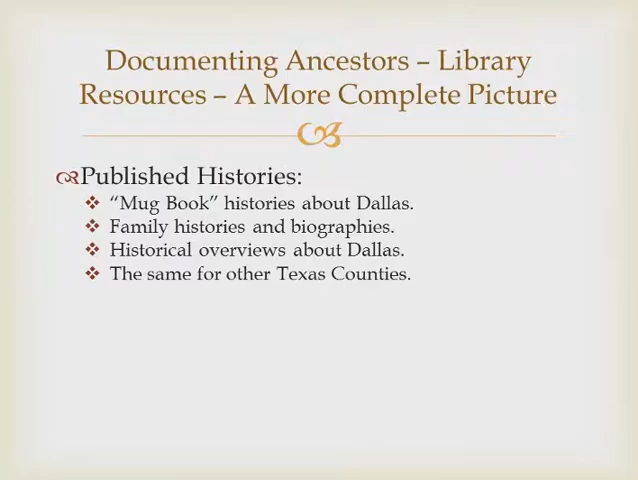 Documenting Ancestors – Library
Resources – A More Complete Picture
Published Histories:
“Mug Book” histories about Dallas.
Family histories and biographies.
Historical overviews about Dallas.
The same for other Texas Counties.